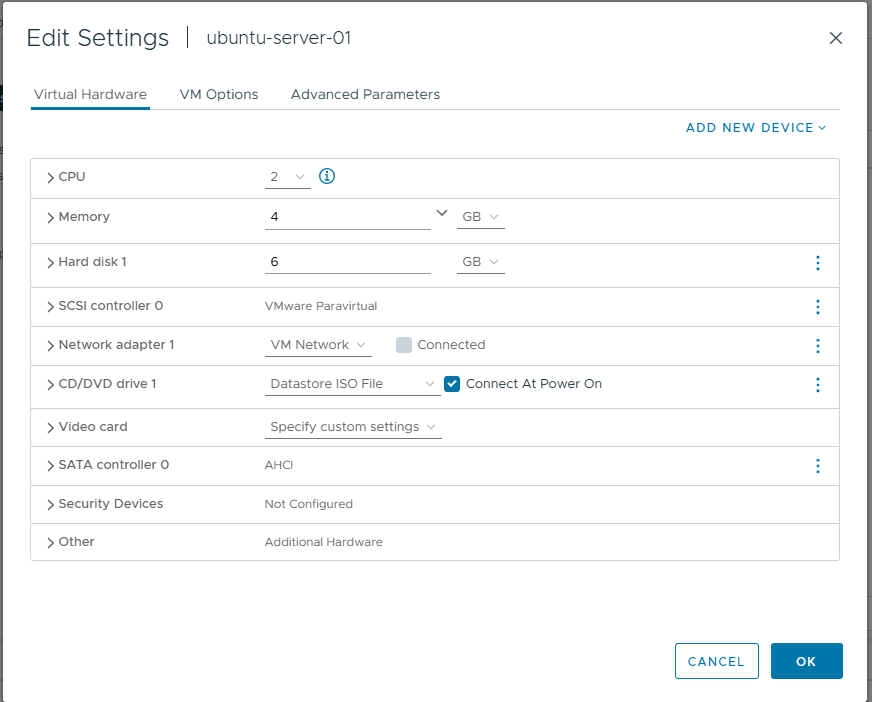 Edit Settings | ubuntu-server-01
Virtual Hardware VM Options Advanced Parameters
ADD NEW DEVICE
CPU 2
Memory 4 GB
Hard disk 1 6 GB
SCSI controller 0 VMware Paravirtual
Network adapter 1 VM Network Connected
CD/DVD drive 1 Datastore ISO File Connect At Power On
Video card Specify custom settings
SATA controller 0 AHCI
Security Devices Not Configured
Other Additional Hardware
CANCEL OK